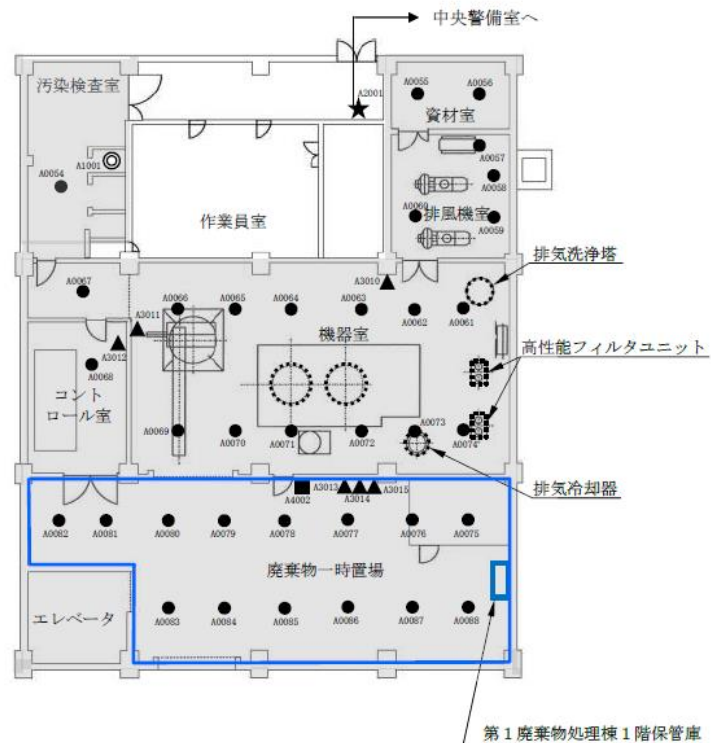 中央警備室へ
汚染検査室
A2001
A0055
A0056
資材室
A0057
A1001
A0054
A0058
作業員室
A0060
排風機室
A0059
排気洗浄塔
A3010
A0067
A0066
A0065
A0064
A0063
A0062
A0061
A3011
機器室
A3012
高性能フィルタユニット
A0068
コント
ロール室
A0069
A0070
A0071
A0072
A0073
A0074
排気冷却器
A4002
A3013
A3014
A3015
A0082
A0081
A0080
A0079
A0078
A0077
A0076
A0075
廃棄物一時置場
エレベータ
A0083
A0084
A0085
A0086
A0087
A0088
第1廃棄物処理棟1階保管庫